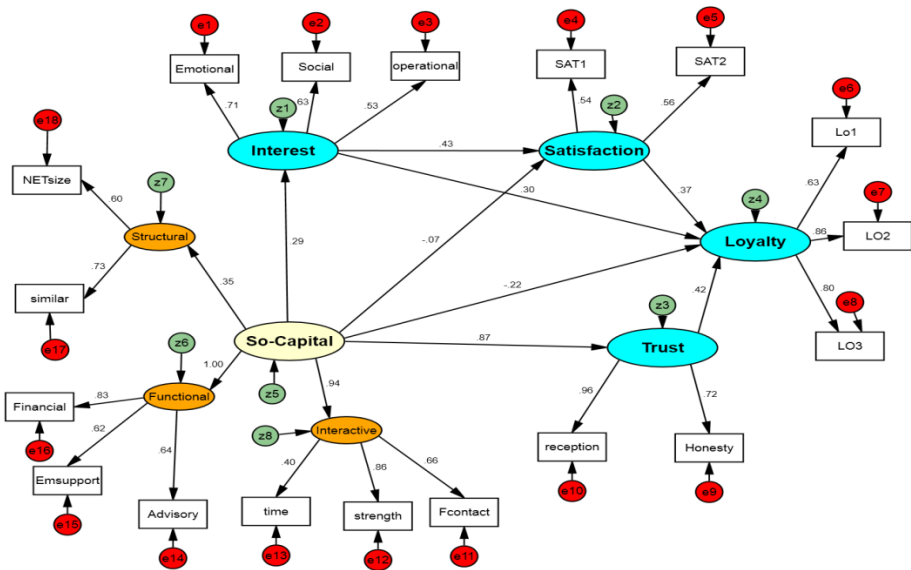 e1
e2
e3
e4
e5
Emotional
Social
operational
SAT1
SAT2
.71
.63
.53
.54
.56
z1
z2
e6
Lo1
e18
Interest
.43
Satisfaction
NETsize
z7
.30
.37
.63
e7
.60
z4
.86
LO2
Structural
.29
-.07
Loyalty
.73
similar
.35
-.22
.42
.80
e8
e17
z6
So-Capital
.87
z3
Trust
LO3
1.00
z5
.94
Functional
Financial
.83
.96
.72
e16
.62
.64
z8
Interactive
reception
Honesty
Emsupport
.40
.86
.66
e10
e9
e15
Advisory
time
strength
Fcontact
e14
e13
e12
e11